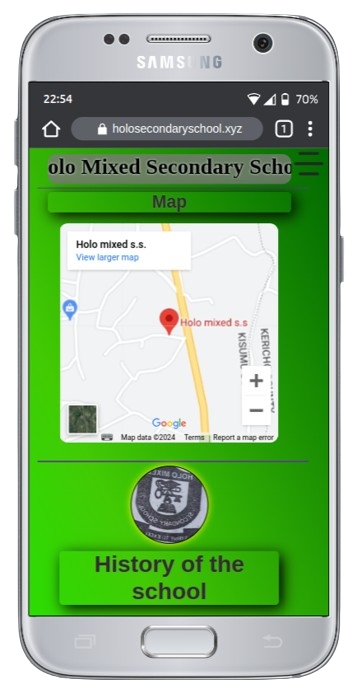 SAMSUNG
22:54
70%
holosecondaryschool.xyz
1
olo Mixed Secondary Scho
Map
Holo mixed s.s.
View larger map
Holo mixed s.s
KISUMU
KERICHO
+
−
Google
Map data ©2024 Terms Report a map error
History of the
school